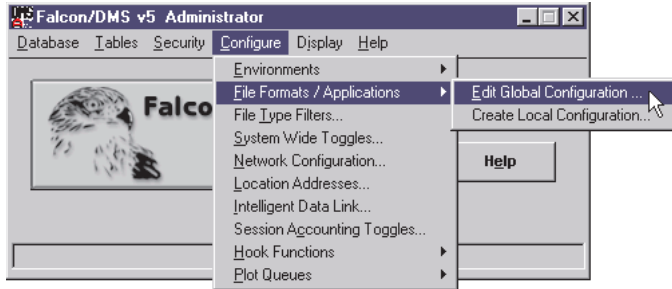 Falcon/DMS v5 Administrator
Database Tables Security Configure Display Help
Environments
File Formats / Applications
Edit Global Configuration ...
Create Local Configuration...
Falco
File Type Filters...
System Wide Toggles...
Network Configuration...
Help
Location Addresses...
Intelligent Data Link...
Session Accounting Toggles...
Hook Functions
Plot Queues